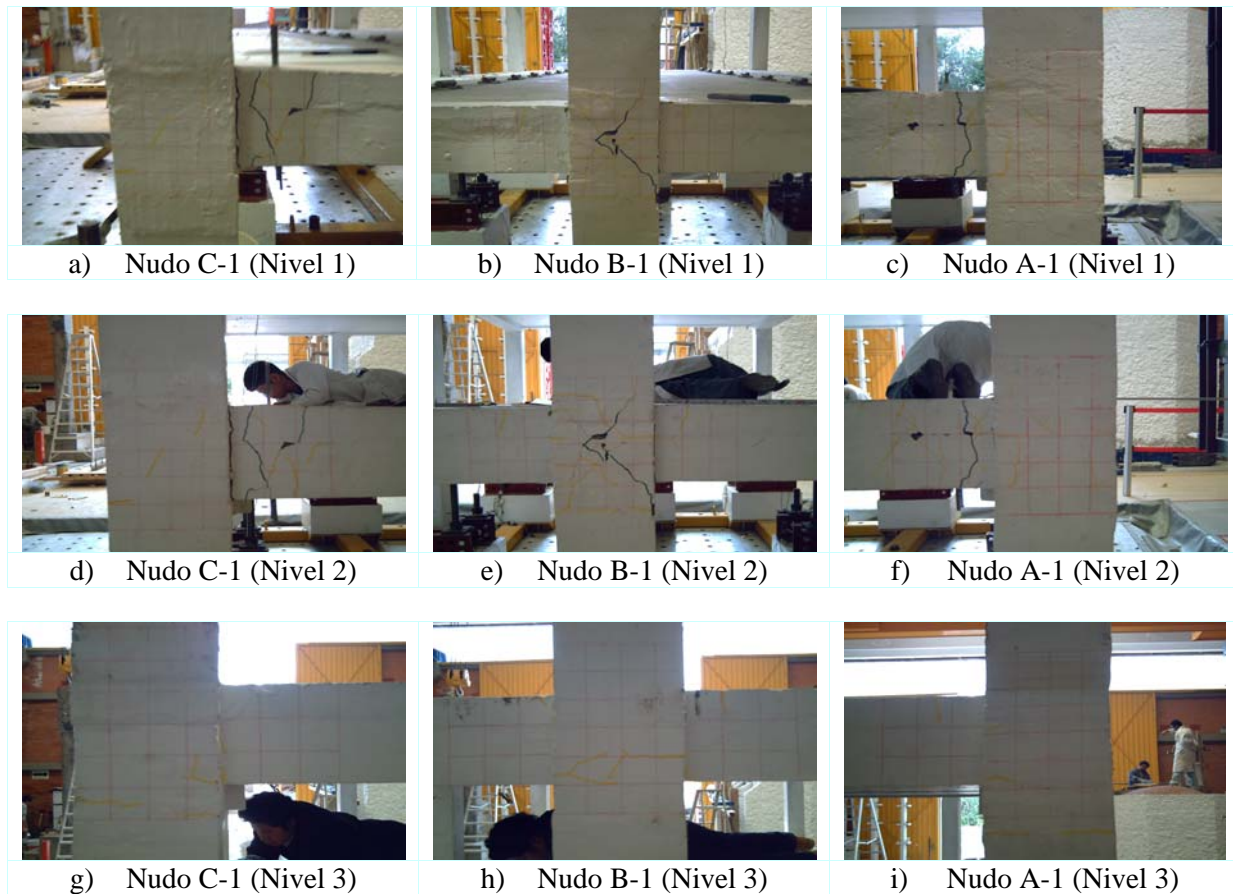 a) Nudo C-1 (Nivel 1)
b) Nudo B-1 (Nivel 1)
c) Nudo A-1 (Nivel 1)
d) Nudo C-1 (Nivel 2)
e) Nudo B-1 (Nivel 2)
f) Nudo A-1 (Nivel 2)
g) Nudo C-1 (Nivel 3)
h) Nudo B-1 (Nivel 3)
i) Nudo A-1 (Nivel 3)